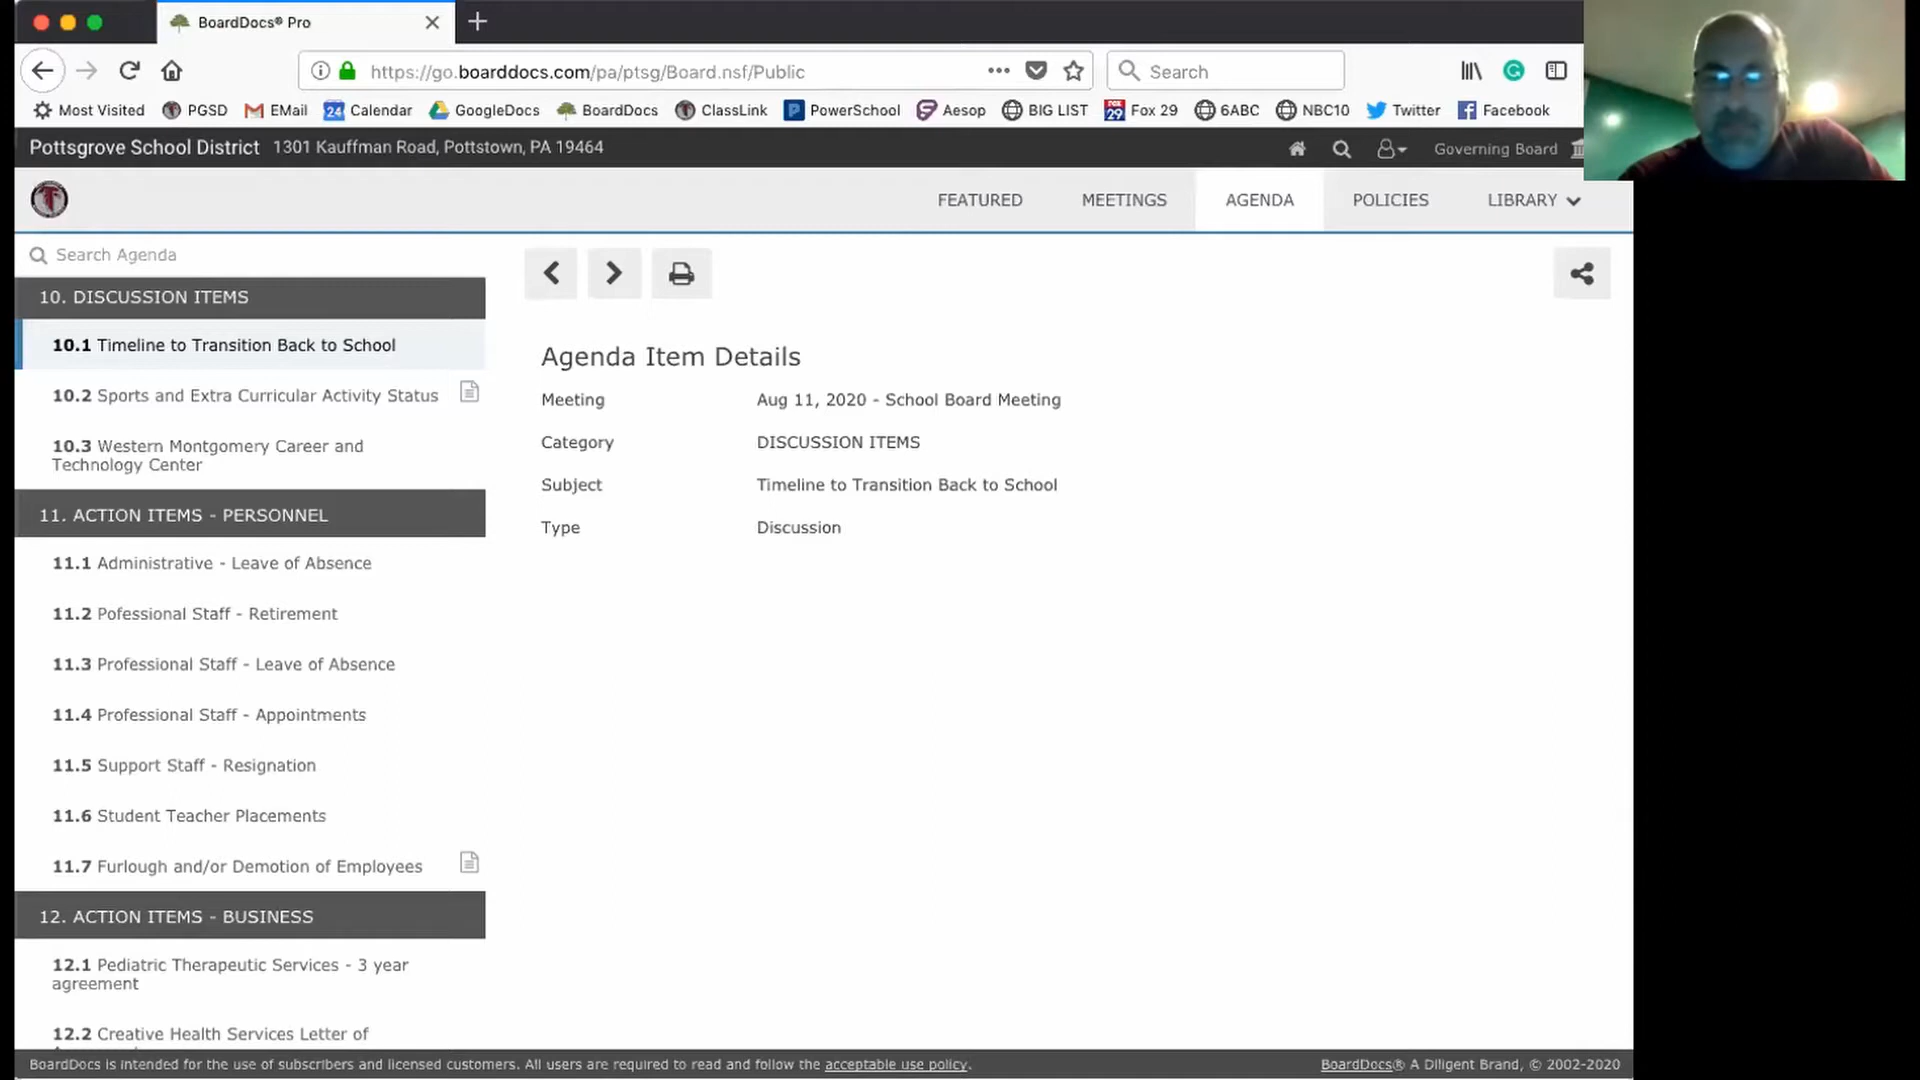 BoardDocs® Pro
https://go.boarddocs.com/pa/ptsg/Board.nsf/Public
Search
Most Visited PGSD EMail 24 Calendar GoogleDocs BoardDocs ClassLink PowerSchool Aesop BIG LIST Fox 29 6ABC NBC10 Twitter Facebook
Pottsgrove School District 1301 Kauffman Road, Pottstown, PA 19464
Governing Board
FEATURED MEETINGS AGENDA POLICIES LIBRARY
Search Agenda
10. DISCUSSION ITEMS
10.1 Timeline to Transition Back to School
10.2 Sports and Extra Curricular Activity Status
10.3 Western Montgomery Career and
Technology Center
11. ACTION ITEMS - PERSONNEL
11.1 Administrative - Leave of Absence
11.2 Pofessional Staff - Retirement
11.3 Professional Staff - Leave of Absence
11.4 Professional Staff - Appointments
11.5 Support Staff - Resignation
11.6 Student Teacher Placements
11.7 Furlough and/or Demotion of Employees
12. ACTION ITEMS - BUSINESS
12.1 Pediatric Therapeutic Services - 3 year
agreement
12.2 Creative Health Services Letter of
Agenda Item Details
Meeting Aug 11, 2020 - School Board Meeting
Category DISCUSSION ITEMS
Subject Timeline to Transition Back to School
Type Discussion
BoardDocs is intended for the use of subscribers and licensed customers. All users are required to read and follow the acceptable use policy.
BoardDocs® A Diligent Brand, © 2002-2020